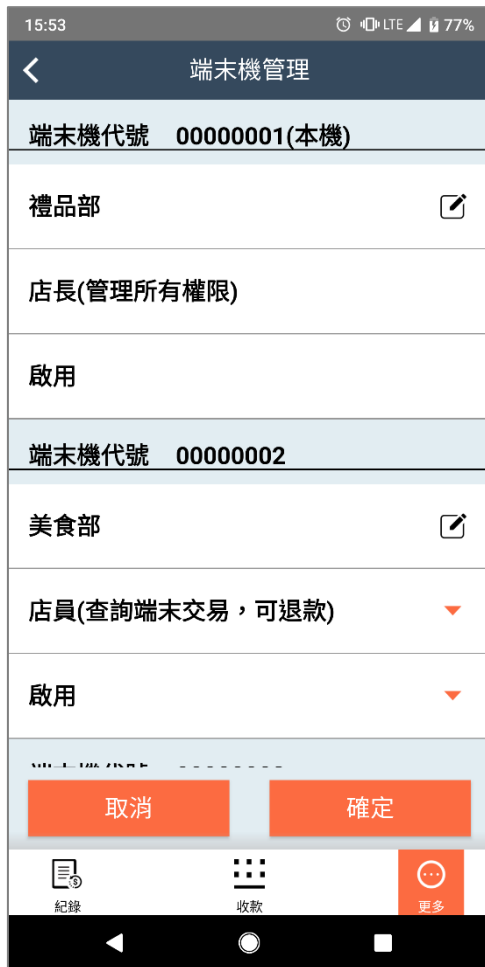 15:53 LTE 77%
端末機管理
端末機代號 00000001(本機)
禮品部
店長(管理所有權限)
啟用
端末機代號 00000002
美食部
店員(查詢端末交易，可退款)
啟用
取消 確定
紀錄 收款 更多